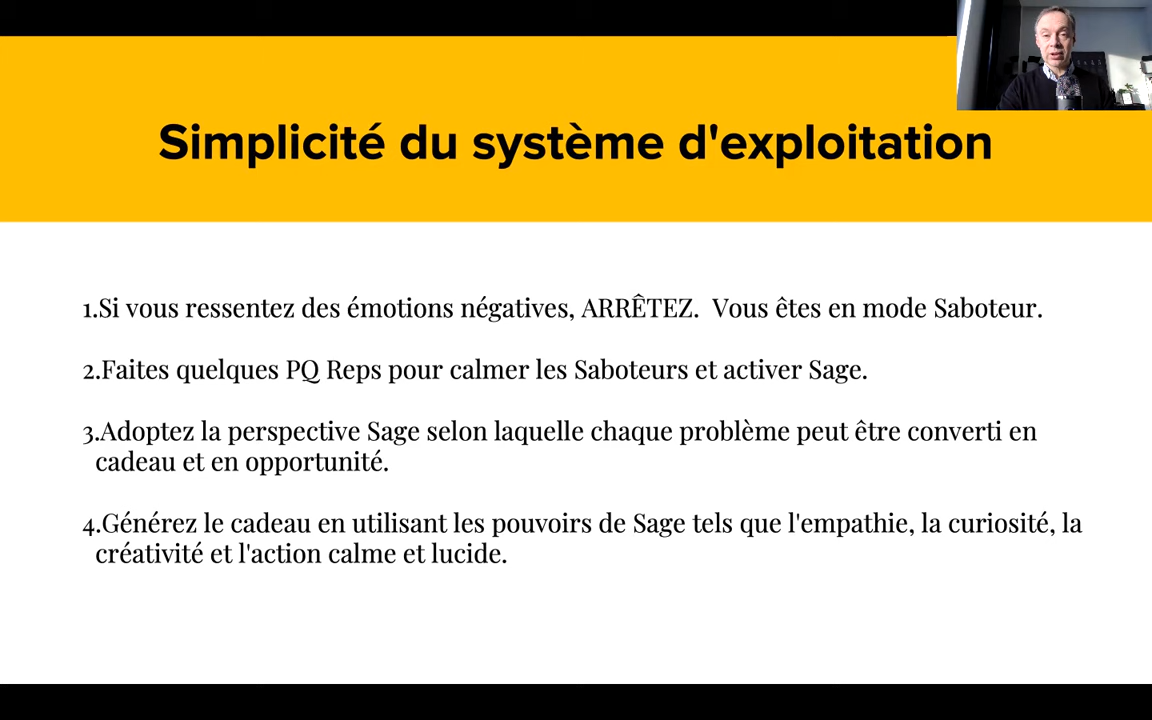 Simplicité du système d'exploitation
1.Si vous ressentez des émotions négatives, ARRÊTEZ.  Vous êtes en mode Saboteur.
2.Faites quelques PQ Reps pour calmer les Saboteurs et activer Sage.
3.Adoptez la perspective Sage selon laquelle chaque problème peut être converti en
cadeau et en opportunité.
4.Générez le cadeau en utilisant les pouvoirs de Sage tels que l'empathie, la curiosité, la
créativité et l'action calme et lucide.